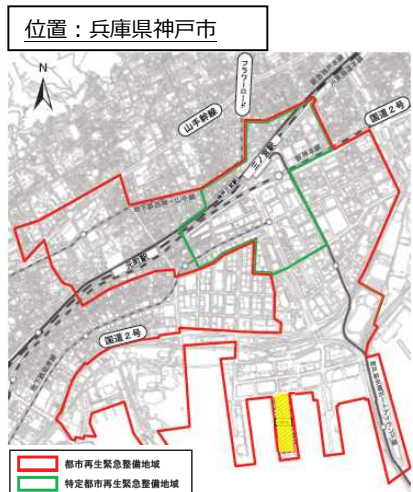 位置：兵庫県神戸市
N
フラワーロード
山手幹線
国道２号
三ノ宮駅
元町駅
国道２号
都市再生緊急整備地域
特定都市再生緊急整備地域